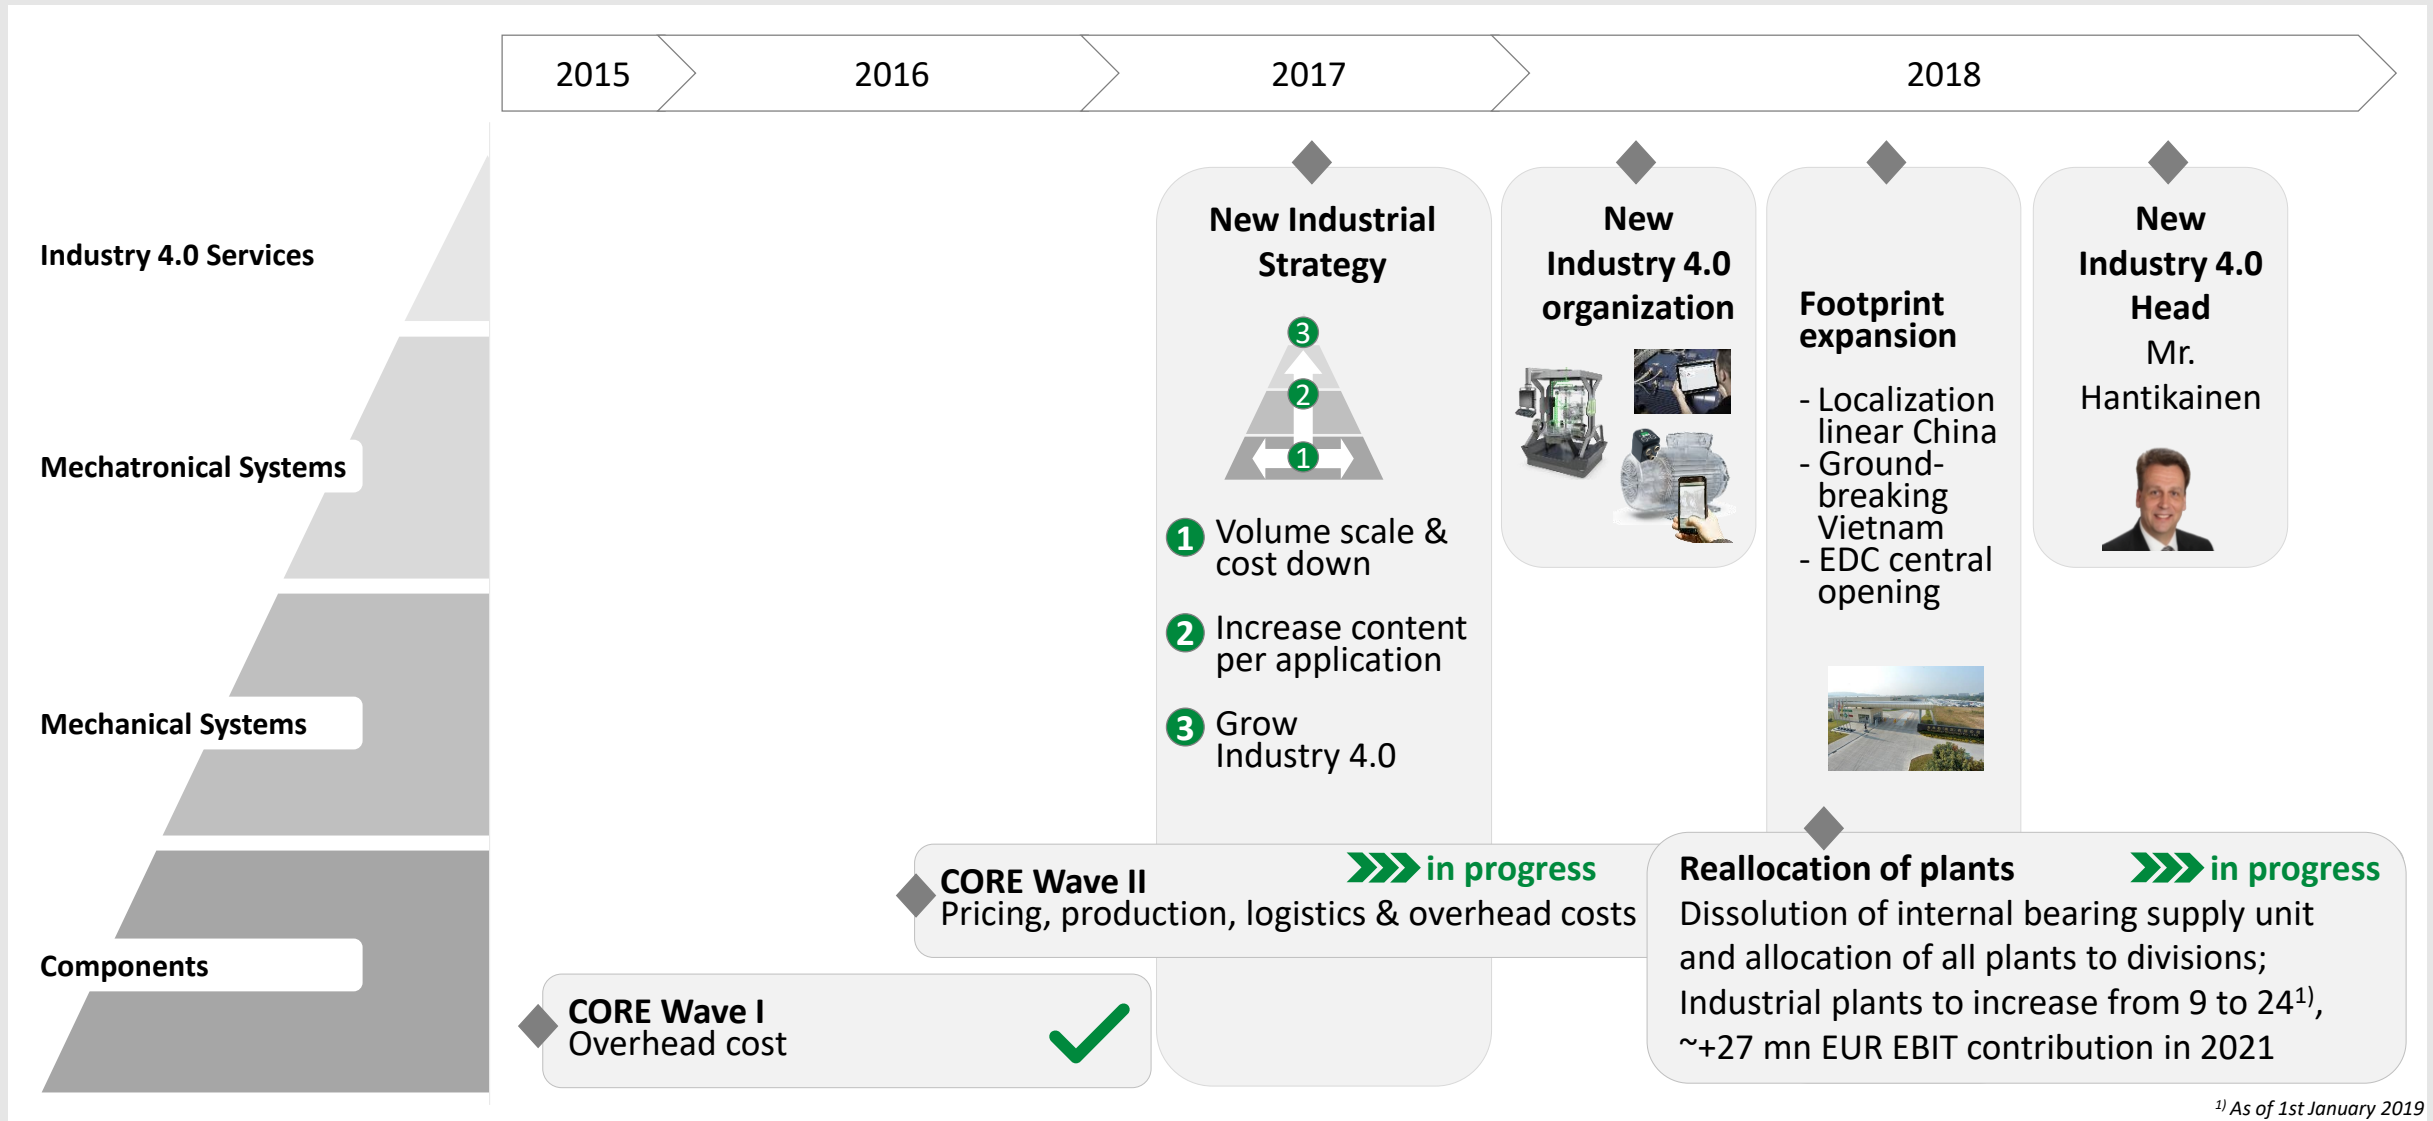 2015
2016
2017
2018
Industry 4.0 Services
Mechatronical Systems
Mechanical Systems
Components
New Industrial
Strategy
3
2
1
1 Volume scale &
cost down
2 Increase content
per application
3 Grow
Industry 4.0
New
Industry 4.0
organization
Footprint
expansion
- Localization
linear China
- Ground-
breaking
Vietnam
- EDC central
opening
New
Industry 4.0
Head
Mr.
Hantikainen
CORE Wave II
in progress
Pricing, production, logistics & overhead costs
CORE Wave I
Overhead cost
Reallocation of plants
in progress
Dissolution of internal bearing supply unit
and allocation of all plants to divisions;
Industrial plants to increase from 9 to 24¹⁾,
~+27 mn EUR EBIT contribution in 2021
¹⁾ As of 1st January 2019